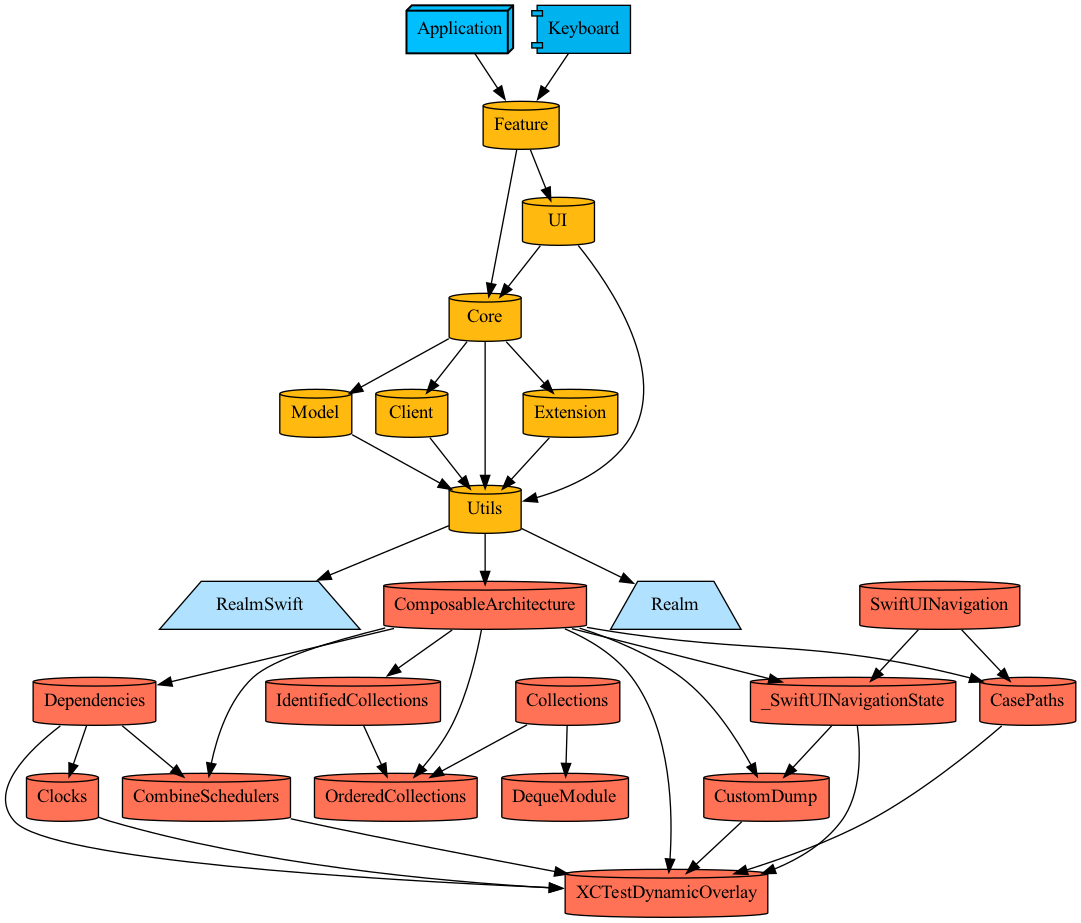 Application
Keyboard
Feature
UI
Core
Model
Client
Extension
Utils
RealmSwift
ComposableArchitecture
Realm
SwiftUINavigation
Dependencies
IdentifiedCollections
Collections
_SwiftUINavigationState
CasePaths
Clocks
CombineSchedulers
OrderedCollections
DequeModule
CustomDump
XCTestDynamicOverlay